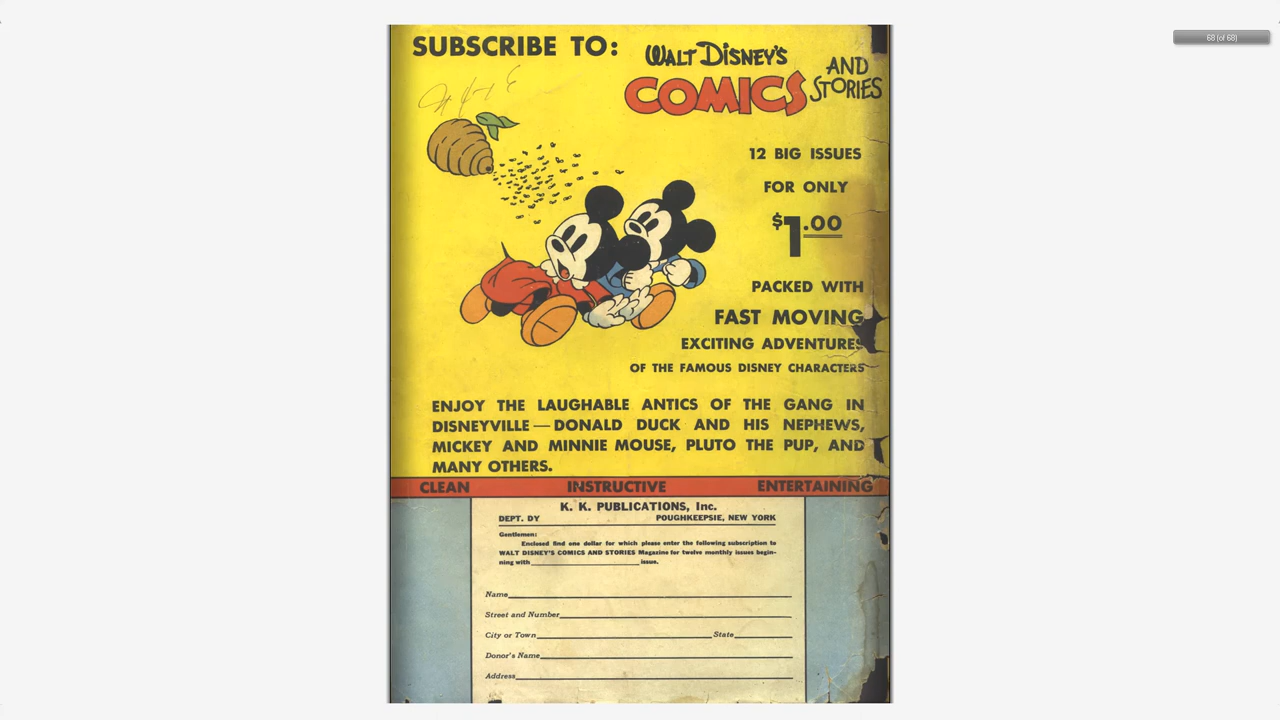 68 (of 68)
SUBSCRIBE TO:
WALT DISNEY'S
COMICS
AND
STORIES
12 BIG ISSUES
FOR ONLY
$1.00
PACKED WITH
FAST MOVING
EXCITING ADVENTURES
OF THE FAMOUS DISNEY CHARACTERS
ENJOY THE LAUGHABLE ANTICS OF THE GANG IN
DISNEYVILLE — DONALD DUCK AND HIS NEPHEWS,
MICKEY AND MINNIE MOUSE, PLUTO THE PUP, AND
MANY OTHERS.
CLEAN INSTRUCTIVE ENTERTAINING
K. K. PUBLICATIONS, Inc.
DEPT. DY POUGHKEEPSIE, NEW YORK
Gentlemen:
Enclosed find one dollar for which please enter the following subscription to
WALT DISNEY'S COMICS AND STORIES Magazine for twelve monthly issues begin-
ning with issue.
Name
Street and Number
City or Town State
Donor's Name
Address